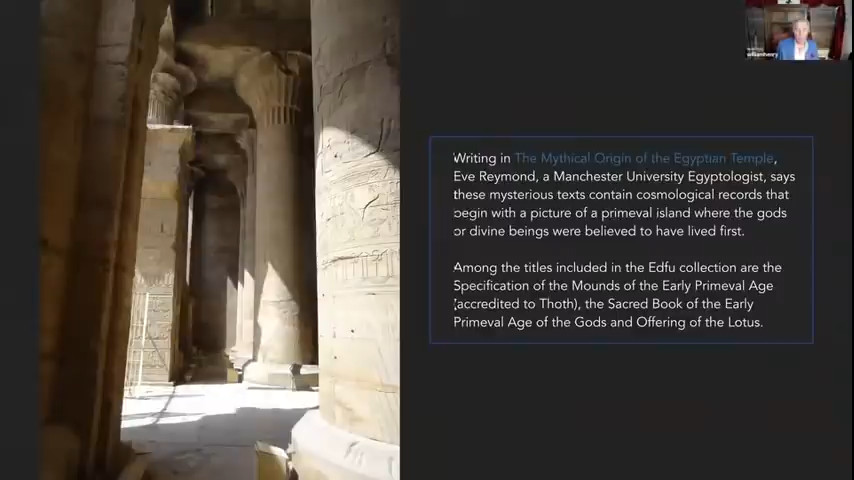 Writing in The Mythical Origin of the Egyptian Temple,
Eve Reymond, a Manchester University Egyptologist, says
these mysterious texts contain cosmological records that
begin with a picture of a primeval island where the gods
or divine beings were believed to have lived first.
Among the titles included in the Edfu collection are the
Specification of the Mounds of the Early Primeval Age
(accredited to Thoth), the Sacred Book of the Early
Primeval Age of the Gods and Offering of the Lotus.